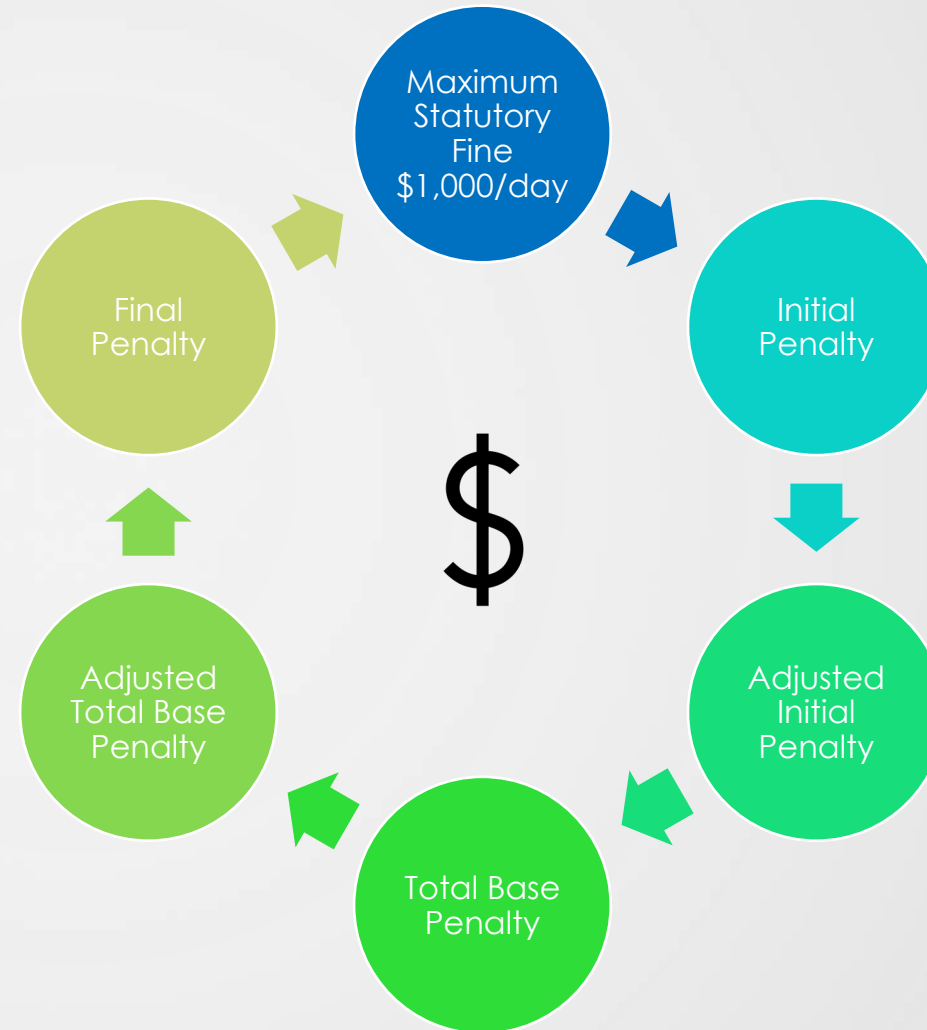 Maximum
Statutory
Fine
$1,000/day
Initial
Penalty
Adjusted
Initial
Penalty
Total Base
Penalty
Adjusted
Total Base
Penalty
Final
Penalty
$